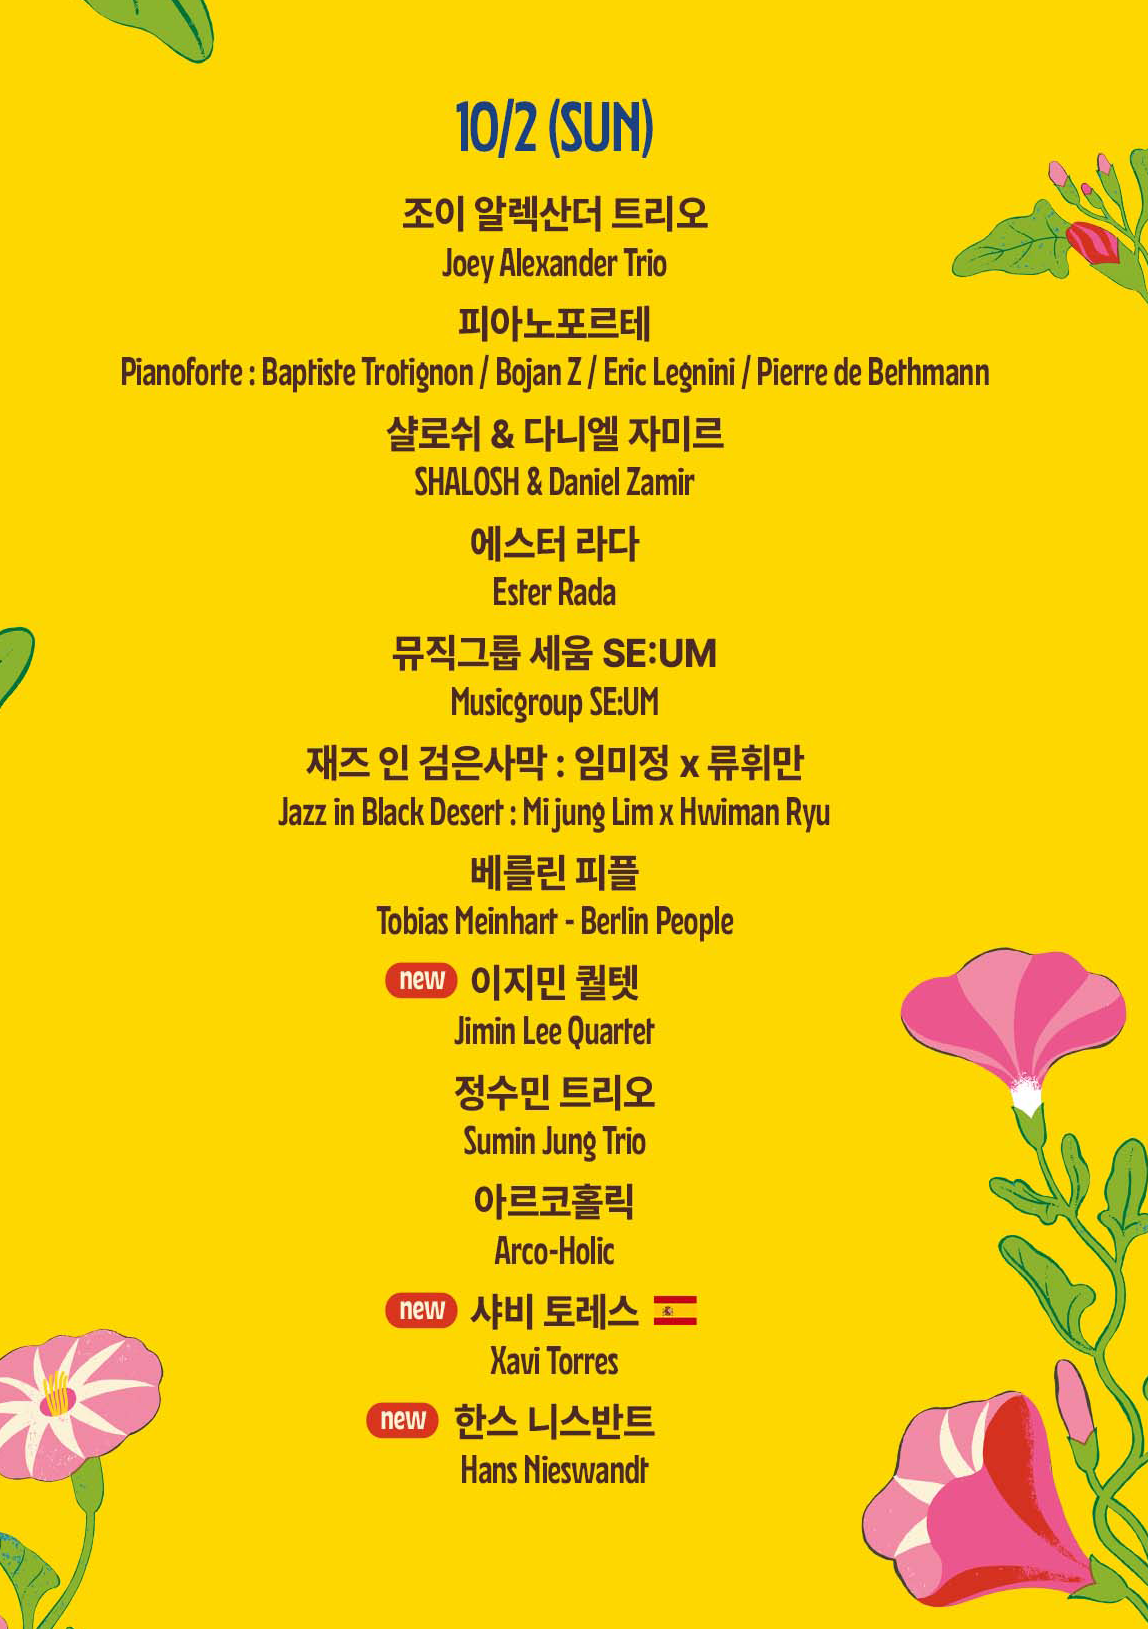 10/2 (SUN)
조이 알렉산더 트리오
Joey Alexander Trio
피아노포르테
Pianoforte : Baptiste Trotignon / Bojan Z / Eric Legnini / Pierre de Bethmann
샬로쉬 & 다니엘 자미르
SHALOSH & Daniel Zamir
에스터 라다
Ester Rada
뮤직그룹 세움 SE:UM
Musicgroup SE:UM
재즈 인 검은사막 : 임미정 x 류휘만
Jazz in Black Desert : Mi jung Lim x Hwiman Ryu
베를린 피플
Tobias Meinhart - Berlin People
new 이지민 퀄텟
Jimin Lee Quartet
정수민 트리오
Sumin Jung Trio
아르코홀릭
Arco-Holic
new 샤비 토레스
Xavi Torres
new 한스 니스반트
Hans Nieswandt